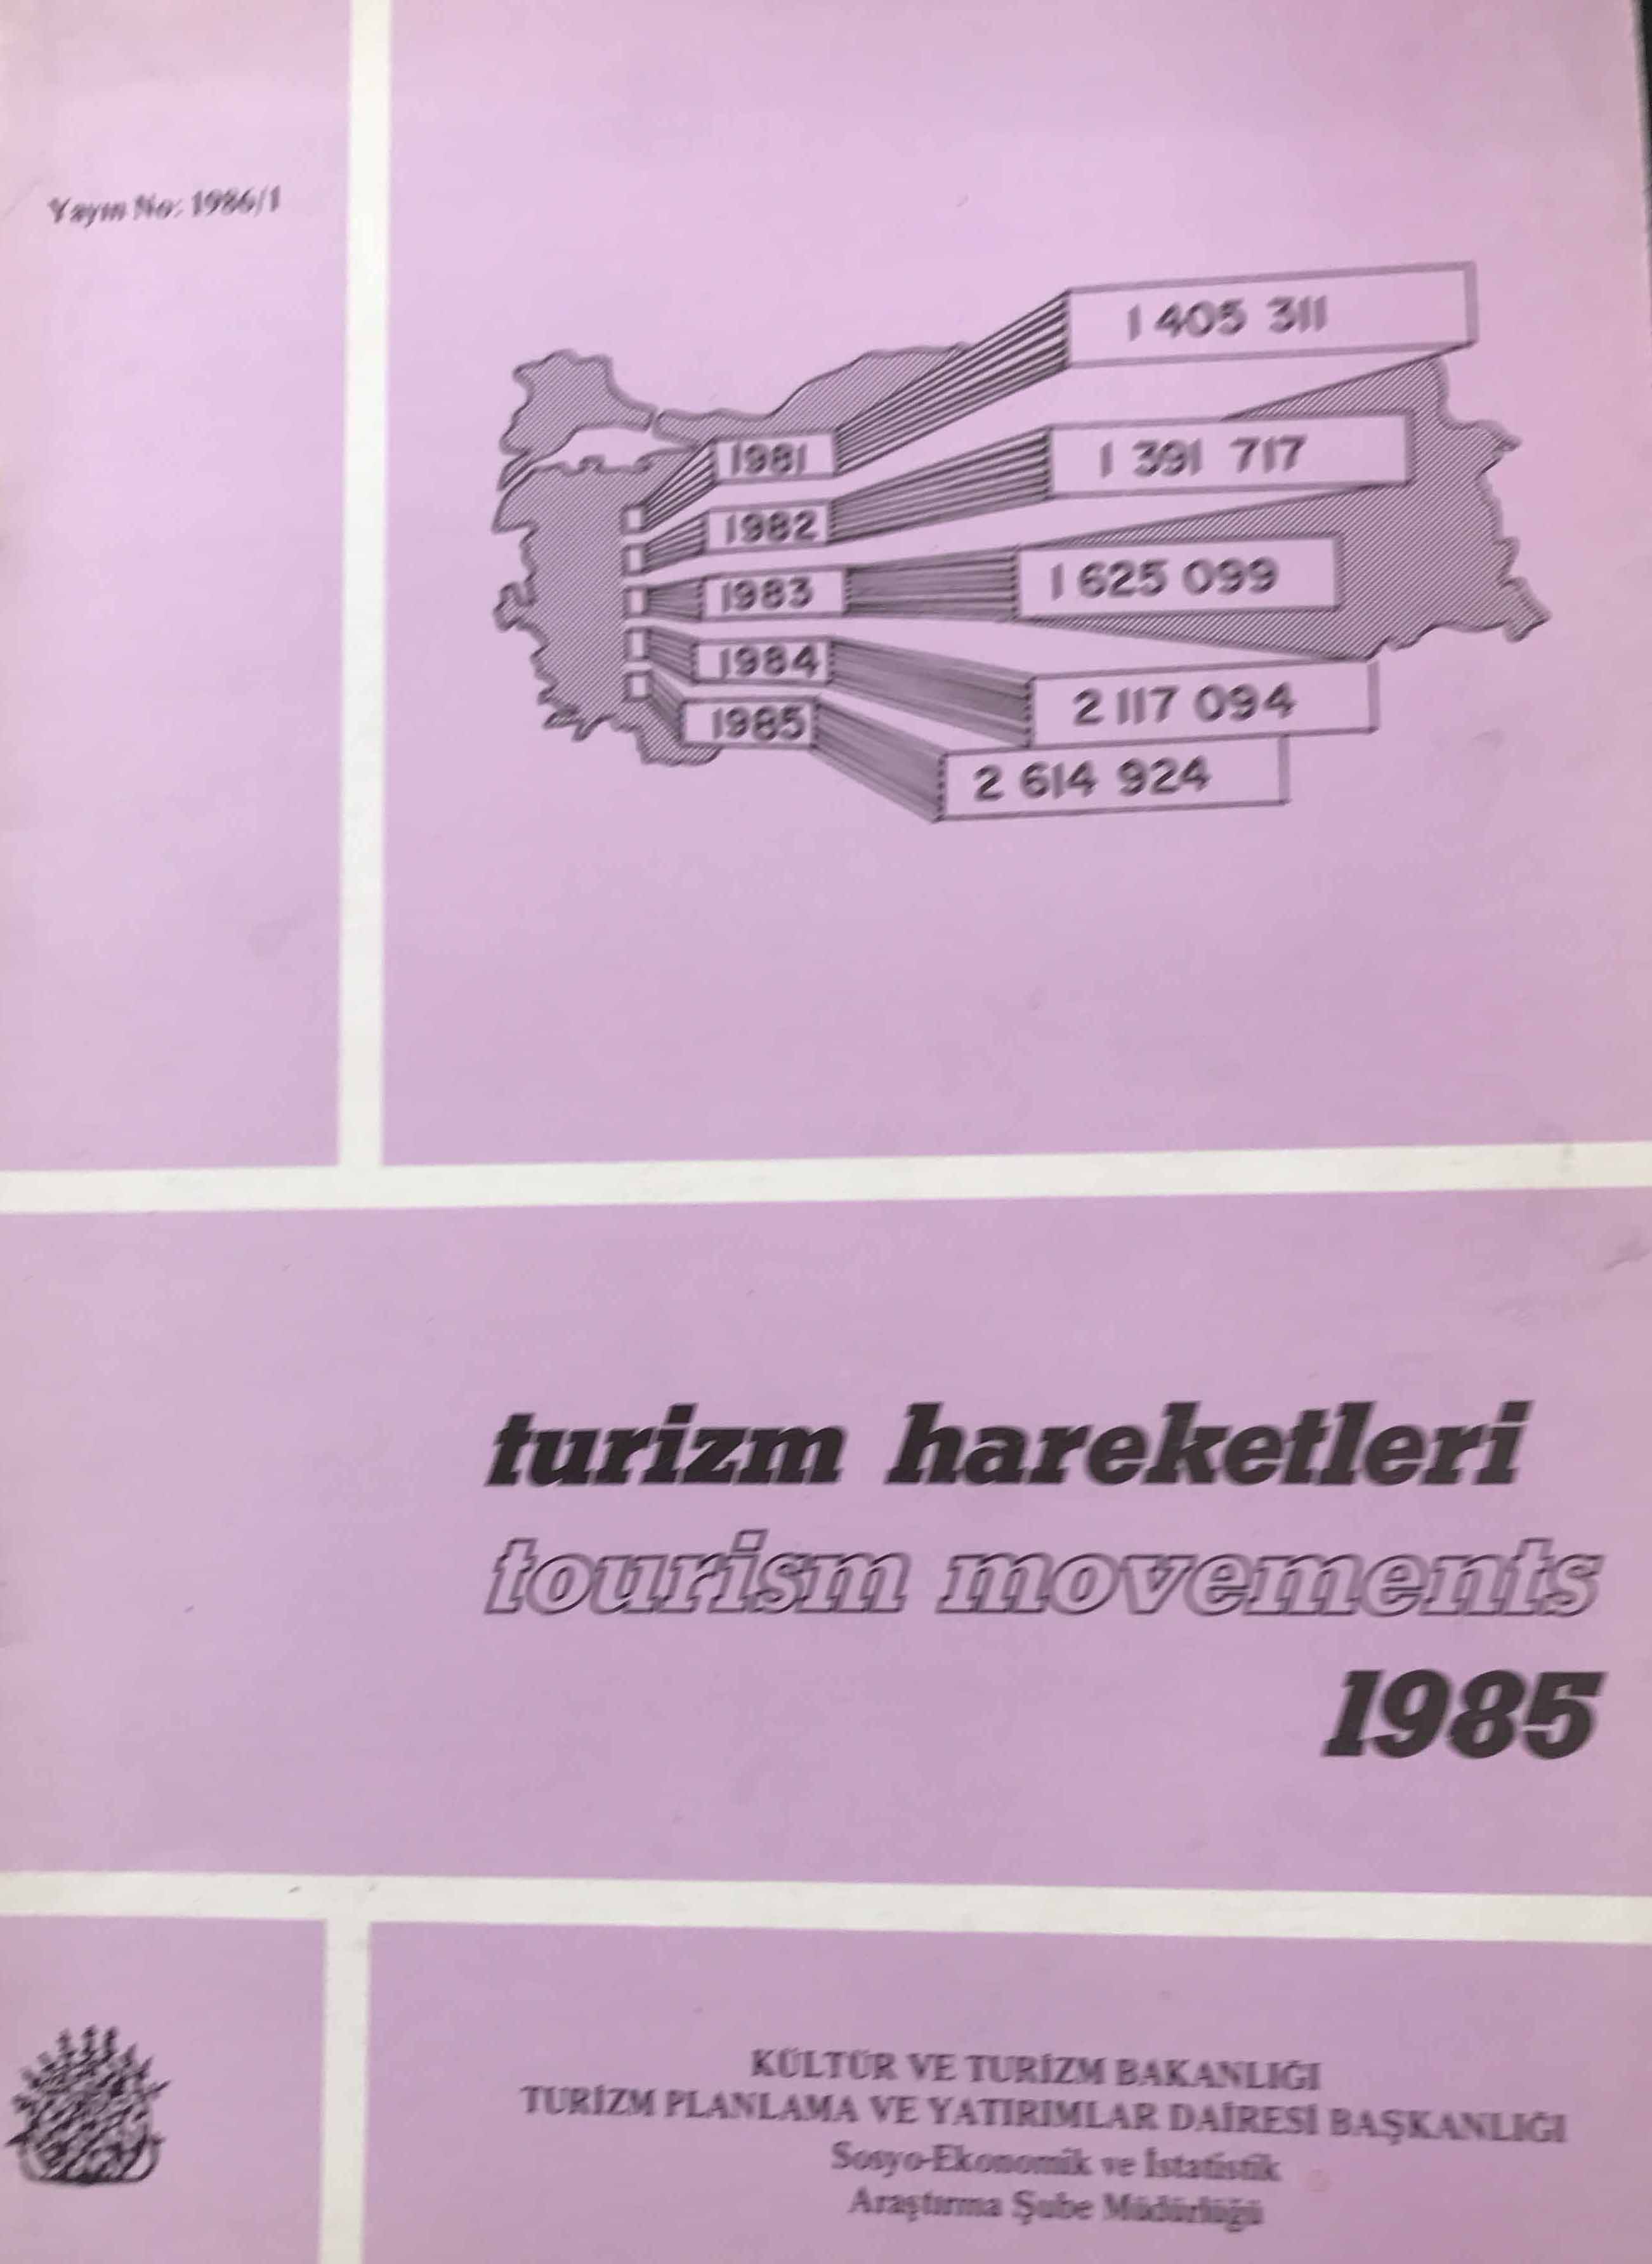 Yayın No: 1986/1
1981 1 405 311
1982 1 391 717
1983 1 625 099
1984 2 117 094
1985 2 614 924
turizm hareketleri
tourism movements
1985
KÜLTÜR VE TURİZM BAKANLIĞI
TURİZM PLANLAMA VE YATIRIMLAR DAİRESİ BAŞKANLIĞI
Sosyo-Ekonomik ve İstatistik
Araştırma Şube Müdürlüğü